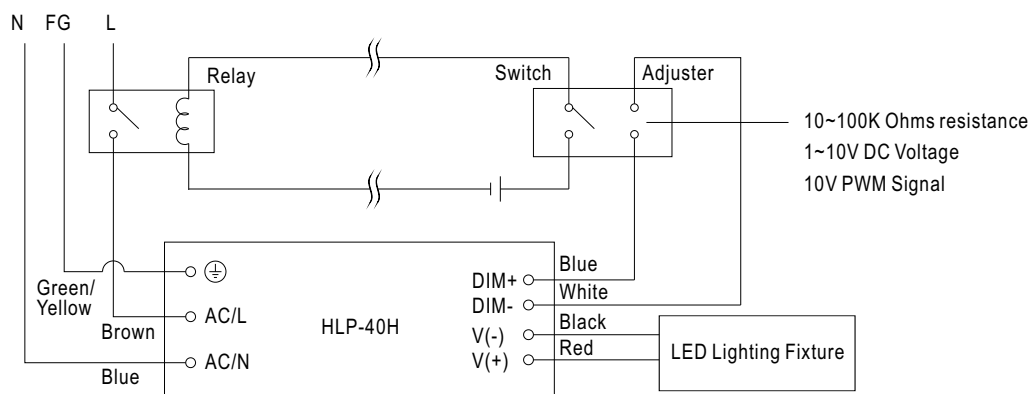 N FG L
Relay
Switch
Adjuster
10~100K Ohms resistance
1~10V DC Voltage
10V PWM Signal
Green/
Yellow
Brown
Blue
AC/L
AC/N
HLP-40H
DIM+
DIM-
V(-)
V(+)
Blue
White
Black
Red
LED Lighting Fixture